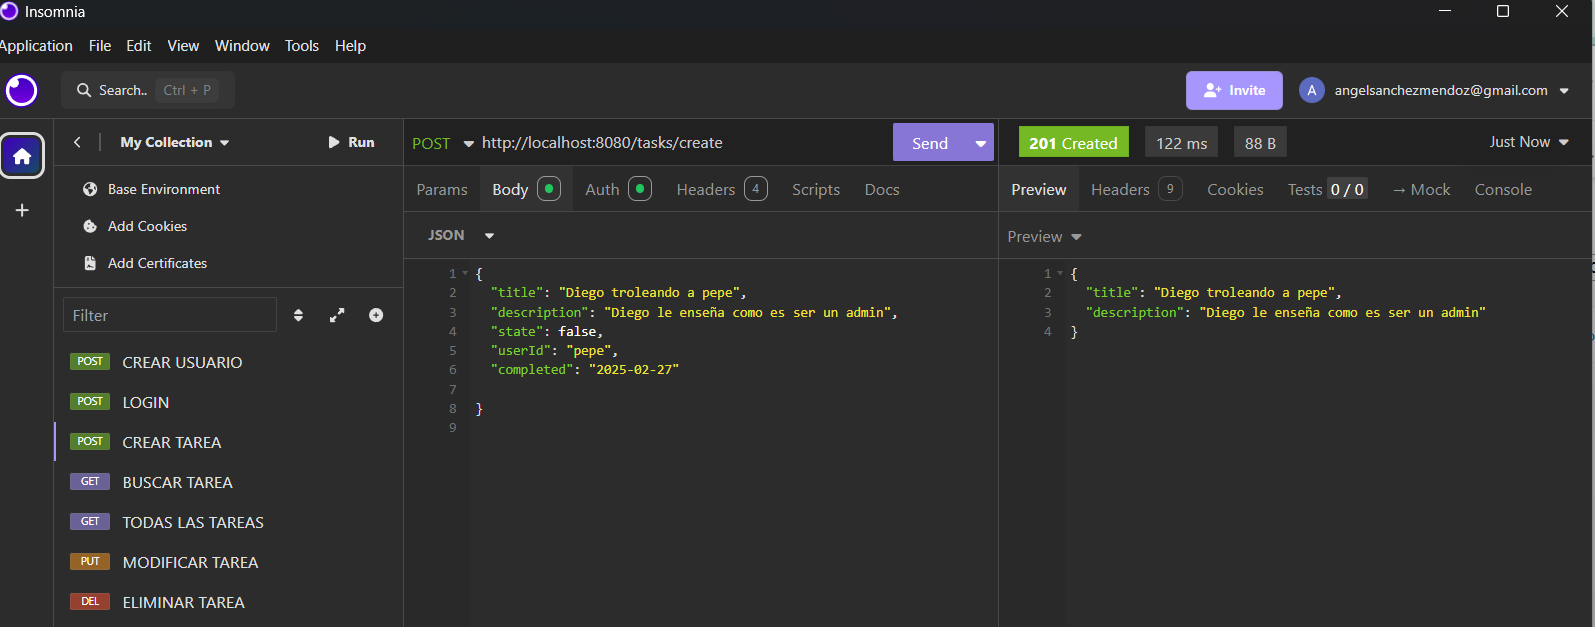 Insomnia
Application File Edit View Window Tools Help
Search.. Ctrl + P
Invite
A angelsanchezmendoz@gmail.com
My Collection Run
POST http://localhost:8080/tasks/create Send
201 Created 122 ms 88 B Just Now
Base Environment
Add Cookies
Add Certificates
Filter
POST CREAR USUARIO
POST LOGIN
POST CREAR TAREA
GET BUSCAR TAREA
GET TODAS LAS TAREAS
PUT MODIFICAR TAREA
DEL ELIMINAR TAREA
Params Body Auth Headers 4 Scripts Docs
JSON
1 {
2 "title": "Diego troleando a pepe",
3 "description": "Diego le enseña como es ser un admin",
4 "state": false,
5 "userId": "pepe",
6 "completed": "2025-02-27"
7
8 }
9
Preview Headers 9 Cookies Tests 0 / 0 → Mock Console
Preview
1 {
2 "title": "Diego troleando a pepe",
3 "description": "Diego le enseña como es ser un admin"
4 }